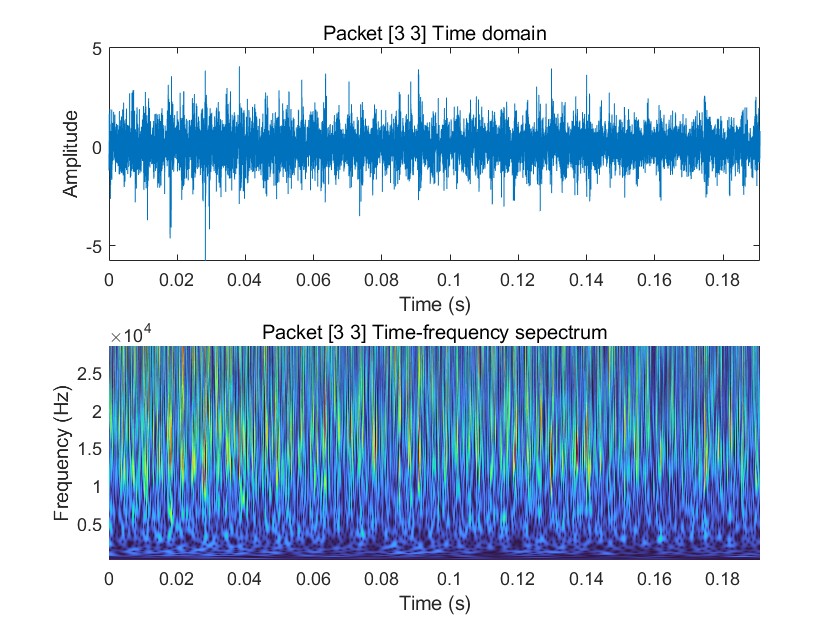 Packet [3 3] Time domain
5
0
-5
Amplitude
0 0.02 0.04 0.06 0.08 0.1 0.12 0.14 0.16 0.18
Time (s)
×10⁴ Packet [3 3] Time-frequency sepectrum
2.5
2
1.5
1
0.5
Frequency (Hz)
0 0.02 0.04 0.06 0.08 0.1 0.12 0.14 0.16 0.18
Time (s)